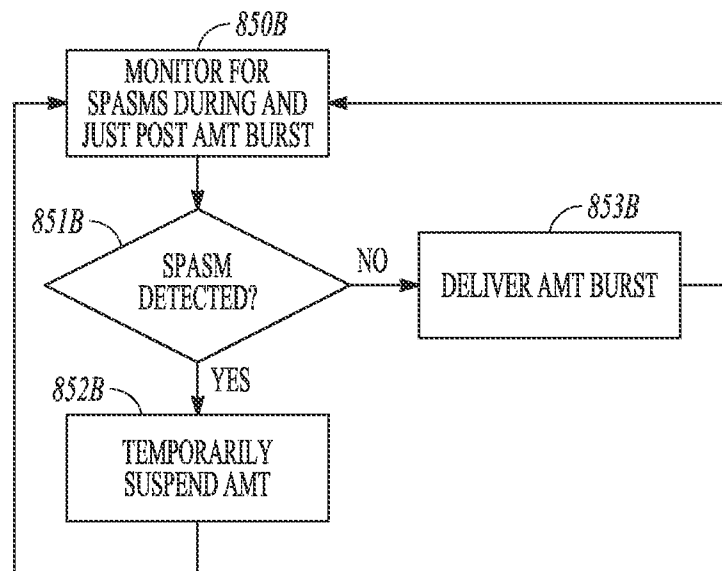 850B
MONITOR FOR
SPASMS DURING AND
JUST POST AMT BURST
851B
SPASM
DETECTED?
NO
853B
DELIVER AMT BURST
YES
852B
TEMPORARILY
SUSPEND AMT